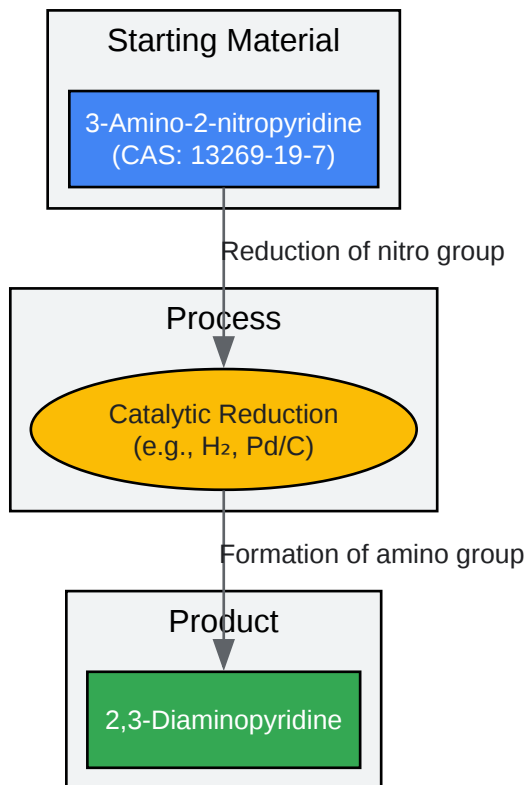 Starting Material
3-Amino-2-nitropyridine
(CAS: 13269-19-7)
Reduction of nitro group
Process
Catalytic Reduction
(e.g., H₂, Pd/C)
Formation of amino group
Product
2,3-Diaminopyridine